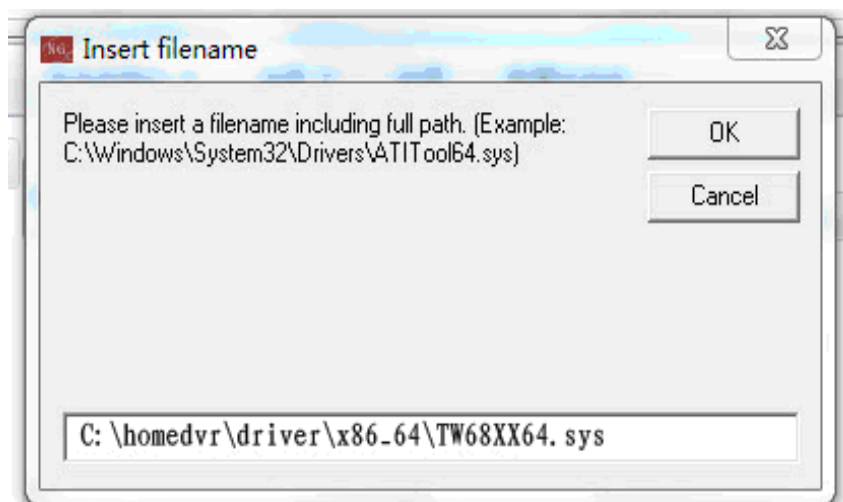 Insert filename
Please insert a filename including full path. (Example:
C:\Windows\System32\Drivers\ATITool64.sys)
OK
Cancel
C:\homedvr\driver\x86_64\TW68XX64.sys